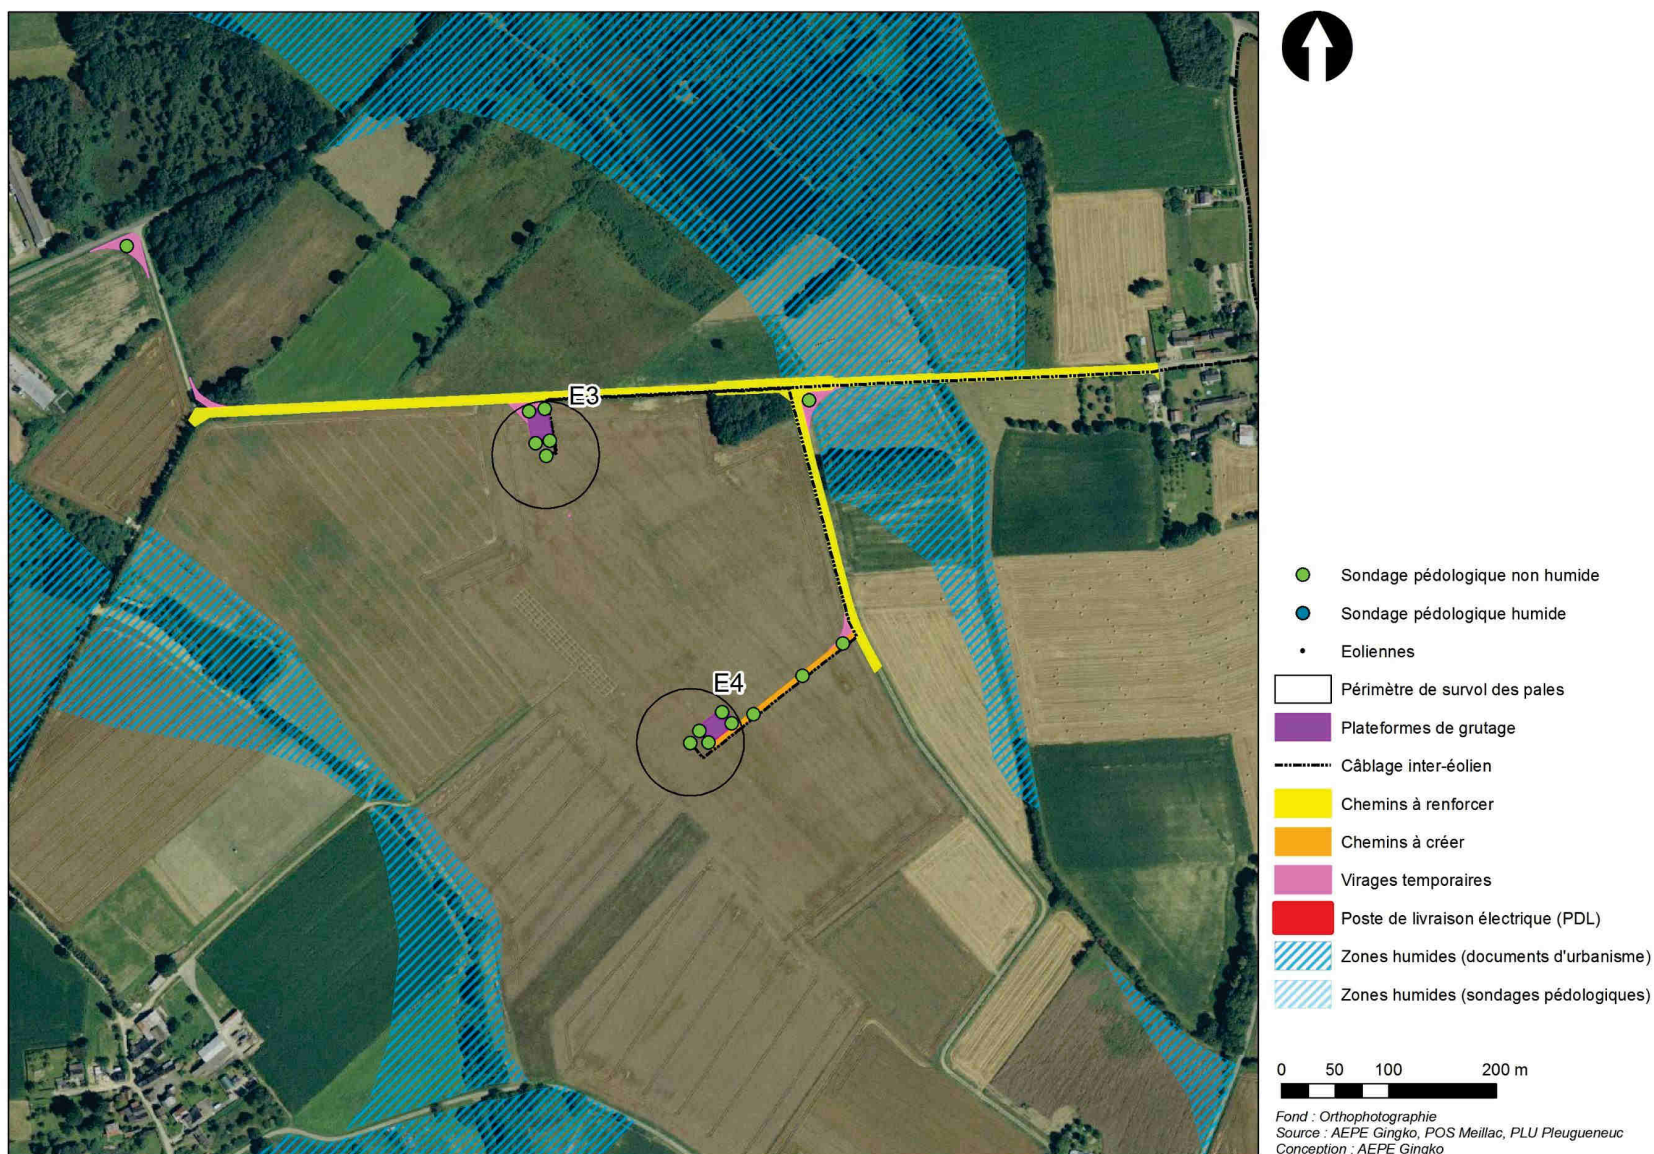 E3
E4
Sondage pédologique non humide
Sondage pédologique humide
Eoliennes
Périmètre de survol des pales
Plateformes de grutage
Câblage inter-éolien
Chemins à renforcer
Chemins à créer
Virages temporaires
Poste de livraison électrique (PDL)
Zones humides (documents d'urbanisme)
Zones humides (sondages pédologiques)
0 50 100 200 m
Fond : Orthophotographie
Source : AEPE Gingko, POS Meillac, PLU Pleugueneuc
Conception : AEPE Gingko